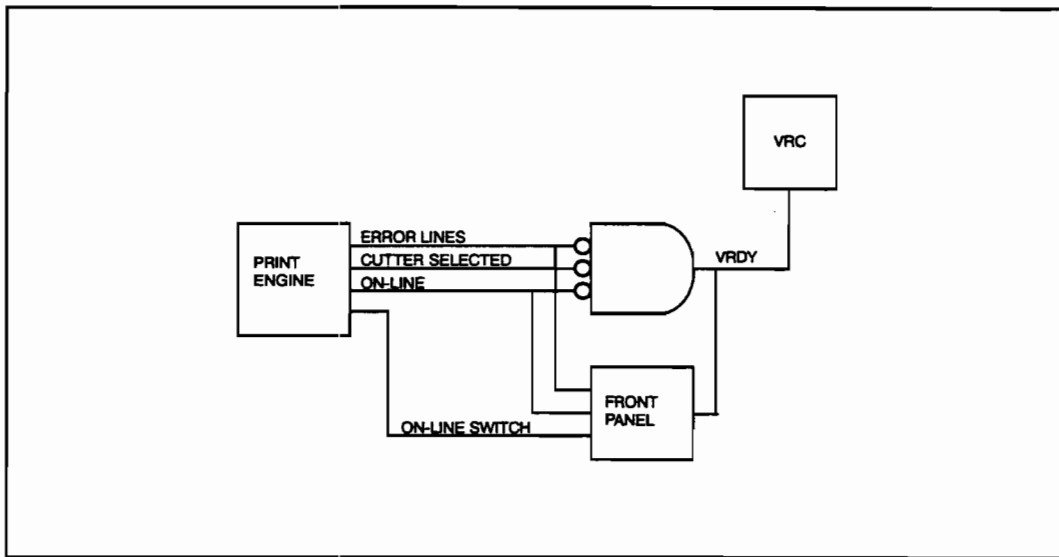 VRC
PRINT
ENGINE
ERROR LINES
CUTTER SELECTED
ON-LINE
VRDY
FRONT
PANEL
ON-LINE SWITCH